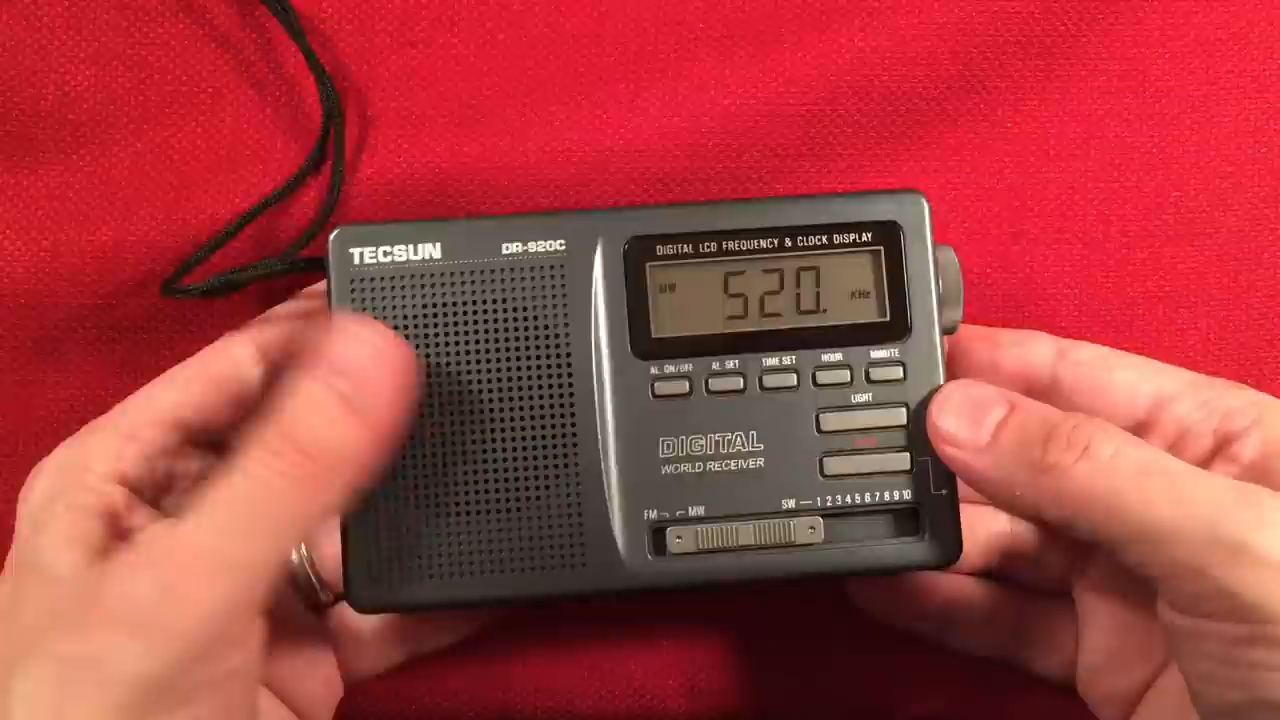 TECSUN DR-920C
DIGITAL LCD FREQUENCY & CLOCK DISPLAY
MW 520. KHz
AL. ON/OFF AL. SET TIME SET HOUR MINUTE
LIGHT
DIGITAL
WORLD RECEIVER
SW 1 2 3 4 5 6 7 8 9 10
FM MW